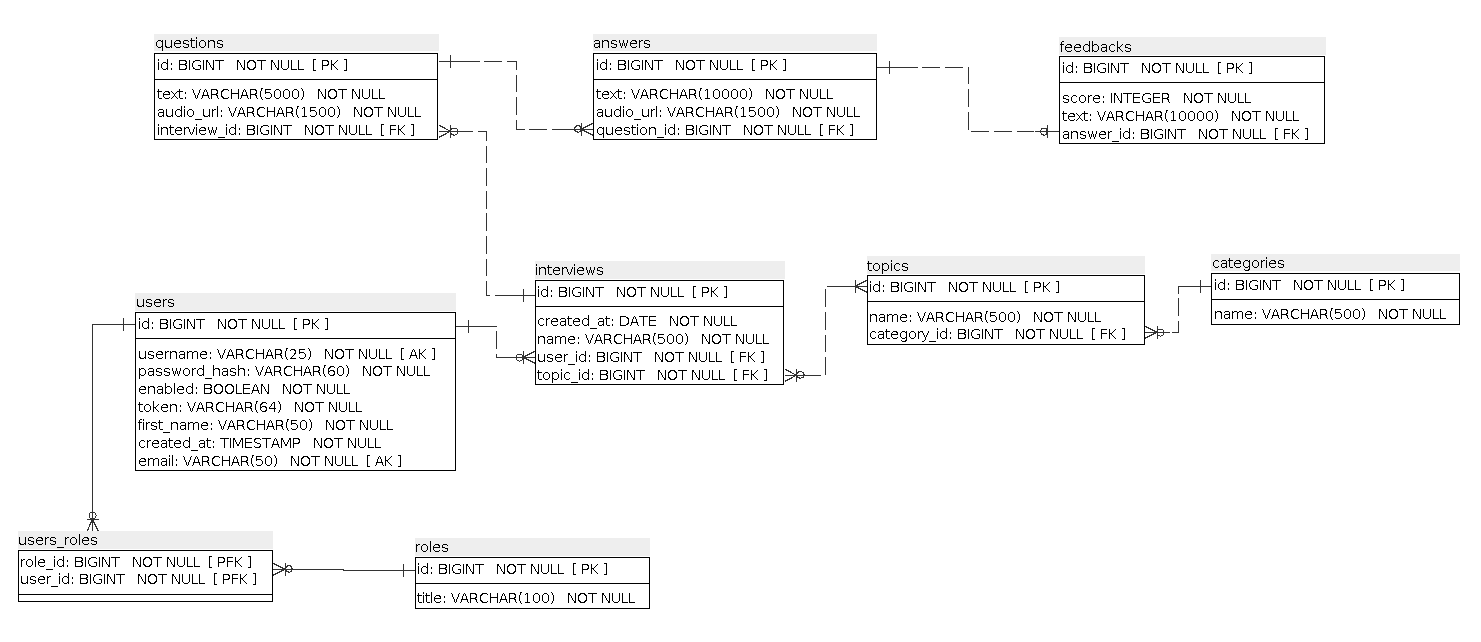 questions
id: BIGINT NOT NULL [ PK ]
text: VARCHAR(5000) NOT NULL
audio_url: VARCHAR(1500) NOT NULL
interview_id: BIGINT NOT NULL [ FK ]
answers
id: BIGINT NOT NULL [ PK ]
text: VARCHAR(10000) NOT NULL
audio_url: VARCHAR(1500) NOT NULL
question_id: BIGINT NOT NULL [ FK ]
feedbacks
id: BIGINT NOT NULL [ PK ]
score: INTEGER NOT NULL
text: VARCHAR(10000) NOT NULL
answer_id: BIGINT NOT NULL [ FK ]
interviews
id: BIGINT NOT NULL [ PK ]
created_at: DATE NOT NULL
name: VARCHAR(500) NOT NULL
user_id: BIGINT NOT NULL [ FK ]
topic_id: BIGINT NOT NULL [ FK ]
topics
id: BIGINT NOT NULL [ PK ]
name: VARCHAR(500) NOT NULL
category_id: BIGINT NOT NULL [ FK ]
categories
id: BIGINT NOT NULL [ PK ]
name: VARCHAR(500) NOT NULL
users
id: BIGINT NOT NULL [ PK ]
username: VARCHAR(25) NOT NULL [ AK ]
password_hash: VARCHAR(60) NOT NULL
enabled: BOOLEAN NOT NULL
token: VARCHAR(64) NOT NULL
first_name: VARCHAR(50) NOT NULL
created_at: TIMESTAMP NOT NULL
email: VARCHAR(50) NOT NULL [ AK ]
users_roles
role_id: BIGINT NOT NULL [ PFK ]
user_id: BIGINT NOT NULL [ PFK ]
roles
id: BIGINT NOT NULL [ PK ]
title: VARCHAR(100) NOT NULL